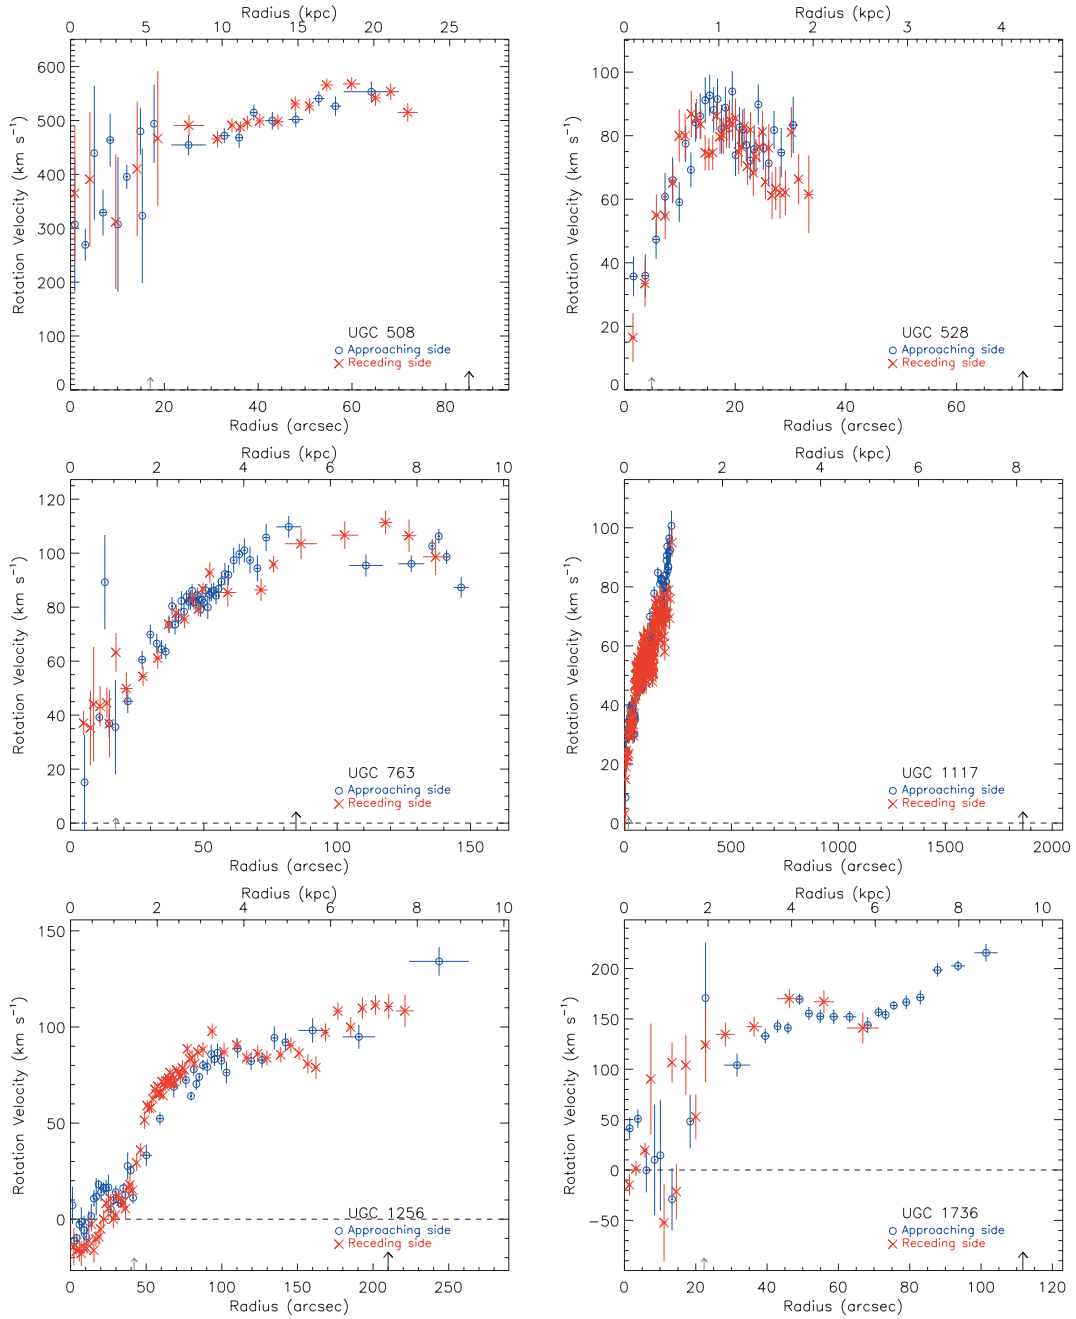 Radius (kpc)
0 5 10 15 20 25
600
500
400
300
200
100
0
Rotation Velocity (km s⁻¹)
UGC 508
Approaching side
Receding side
0 20 40 60 80
Radius (arcsec)
Radius (kpc)
0 1 2 3 4
100
80
60
40
20
0
Rotation Velocity (km s⁻¹)
UGC 528
Approaching side
Receding side
0 20 40 60
Radius (arcsec)
Radius (kpc)
0 2 4 6 8 10
120
100
80
60
40
20
0
Rotation Velocity (km s⁻¹)
UGC 763
Approaching side
Receding side
0 50 100 150
Radius (arcsec)
Radius (kpc)
0 2 4 6 8
100
80
60
40
20
0
Rotation Velocity (km s⁻¹)
UGC 1117
Approaching side
Receding side
0 500 1000 1500 2000
Radius (arcsec)
Radius (kpc)
0 2 4 6 8 10
150
100
50
0
Rotation Velocity (km s⁻¹)
UGC 1256
Approaching side
Receding side
0 50 100 150 200 250
Radius (arcsec)
Radius (kpc)
0 2 4 6 8 10
200
150
100
50
0
−50
Rotation Velocity (km s⁻¹)
UGC 1736
Approaching side
Receding side
0 20 40 60 80 100 120
Radius (arcsec)